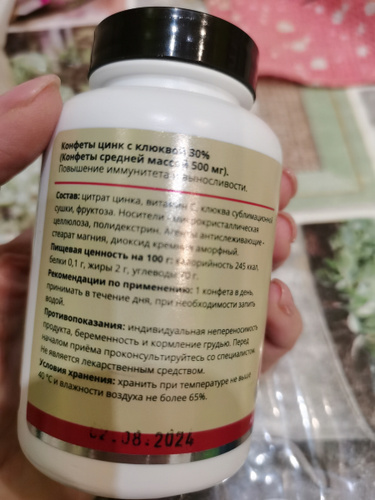 Конфеты цинк с клюквой 30%
(Конфеты средней массой 500 мг).
Повышение иммунитета и выносливости.
Состав: цитрат цинка, витамин С, клюква сублимационной
сушки, фруктоза. Носители - микрокристаллическая
целлюлоза, полидекстрин. Агенты антислеживающие -
стеарат магния, диоксид кремния аморфный.
Пищевая ценность на 100 г: калорийность 245 ккал,
белки 0,1 г, жиры 2 г, углеводы 70 г.
Рекомендации по применению: 1 конфета в день,
принимать в течение дня, при необходимости запить
водой.
Противопоказания: индивидуальная непереносимость
продукта, беременность и кормление грудью. Перед
началом приёма проконсультируйтесь со специалистом.
Не является лекарственным средством.
Условия хранения: хранить при температуре не выше
40 °C и влажности воздуха не более 65%.
02.08.2024